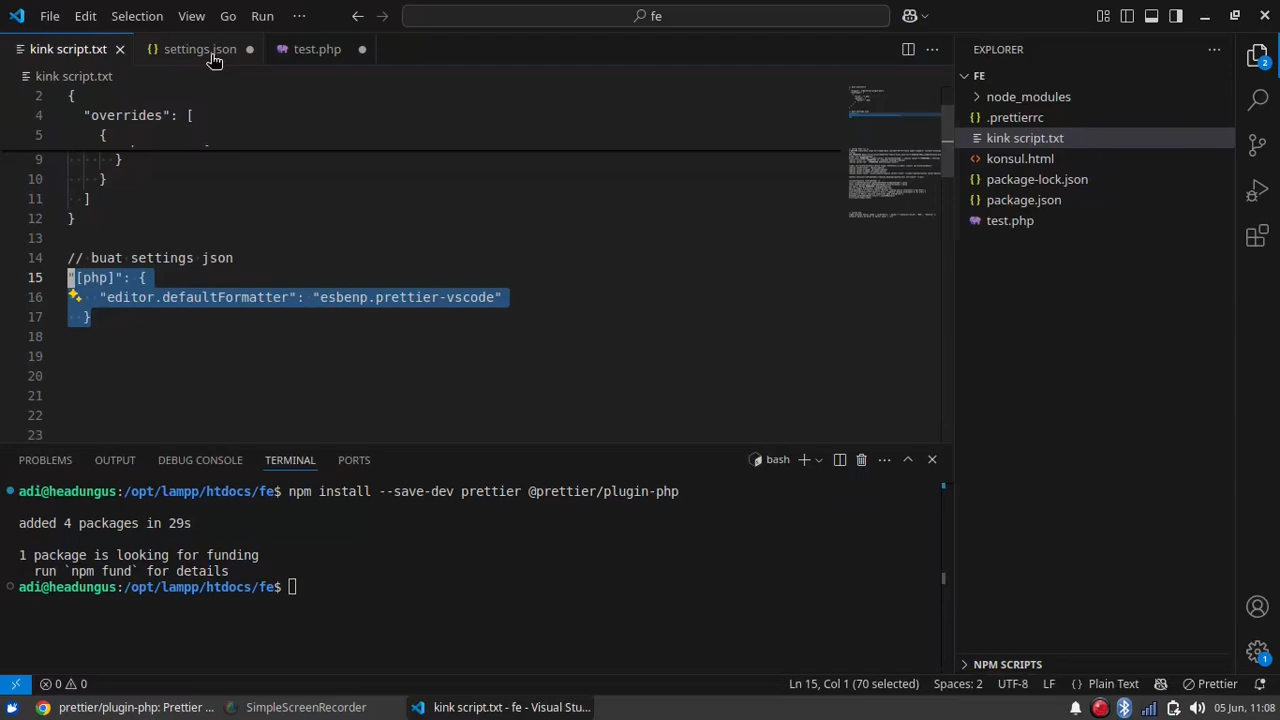 File Edit Selection View Go Run ··· fe
kink script.txt settings.json test.php
kink script.txt
2 {
4 "overrides": [
5 {
9 }
10 }
11 ]
12 }
13
14 // buat settings json
15 "[php]": {
16 "editor.defaultFormatter": "esbenp.prettier-vscode"
17 }
18
19
20
21
22
23
EXPLORER
FE
node_modules
.prettierrc
kink script.txt
konsul.html
package-lock.json
package.json
test.php
NPM SCRIPTS
2
1
PROBLEMS OUTPUT DEBUG CONSOLE TERMINAL PORTS bash
adi@headungus:/opt/lampp/htdocs/fe$ npm install --save-dev prettier @prettier/plugin-php
added 4 packages in 29s
1 package is looking for funding
run `npm fund` for details
adi@headungus:/opt/lampp/htdocs/fe$
0 0 Ln 15, Col 1 (70 selected) Spaces: 2 UTF-8 LF {} Plain Text Prettier
prettier/plugin-php: Prettier ... SimpleScreenRecorder kink script.txt - fe - Visual Stu... 05 Jun, 11:08